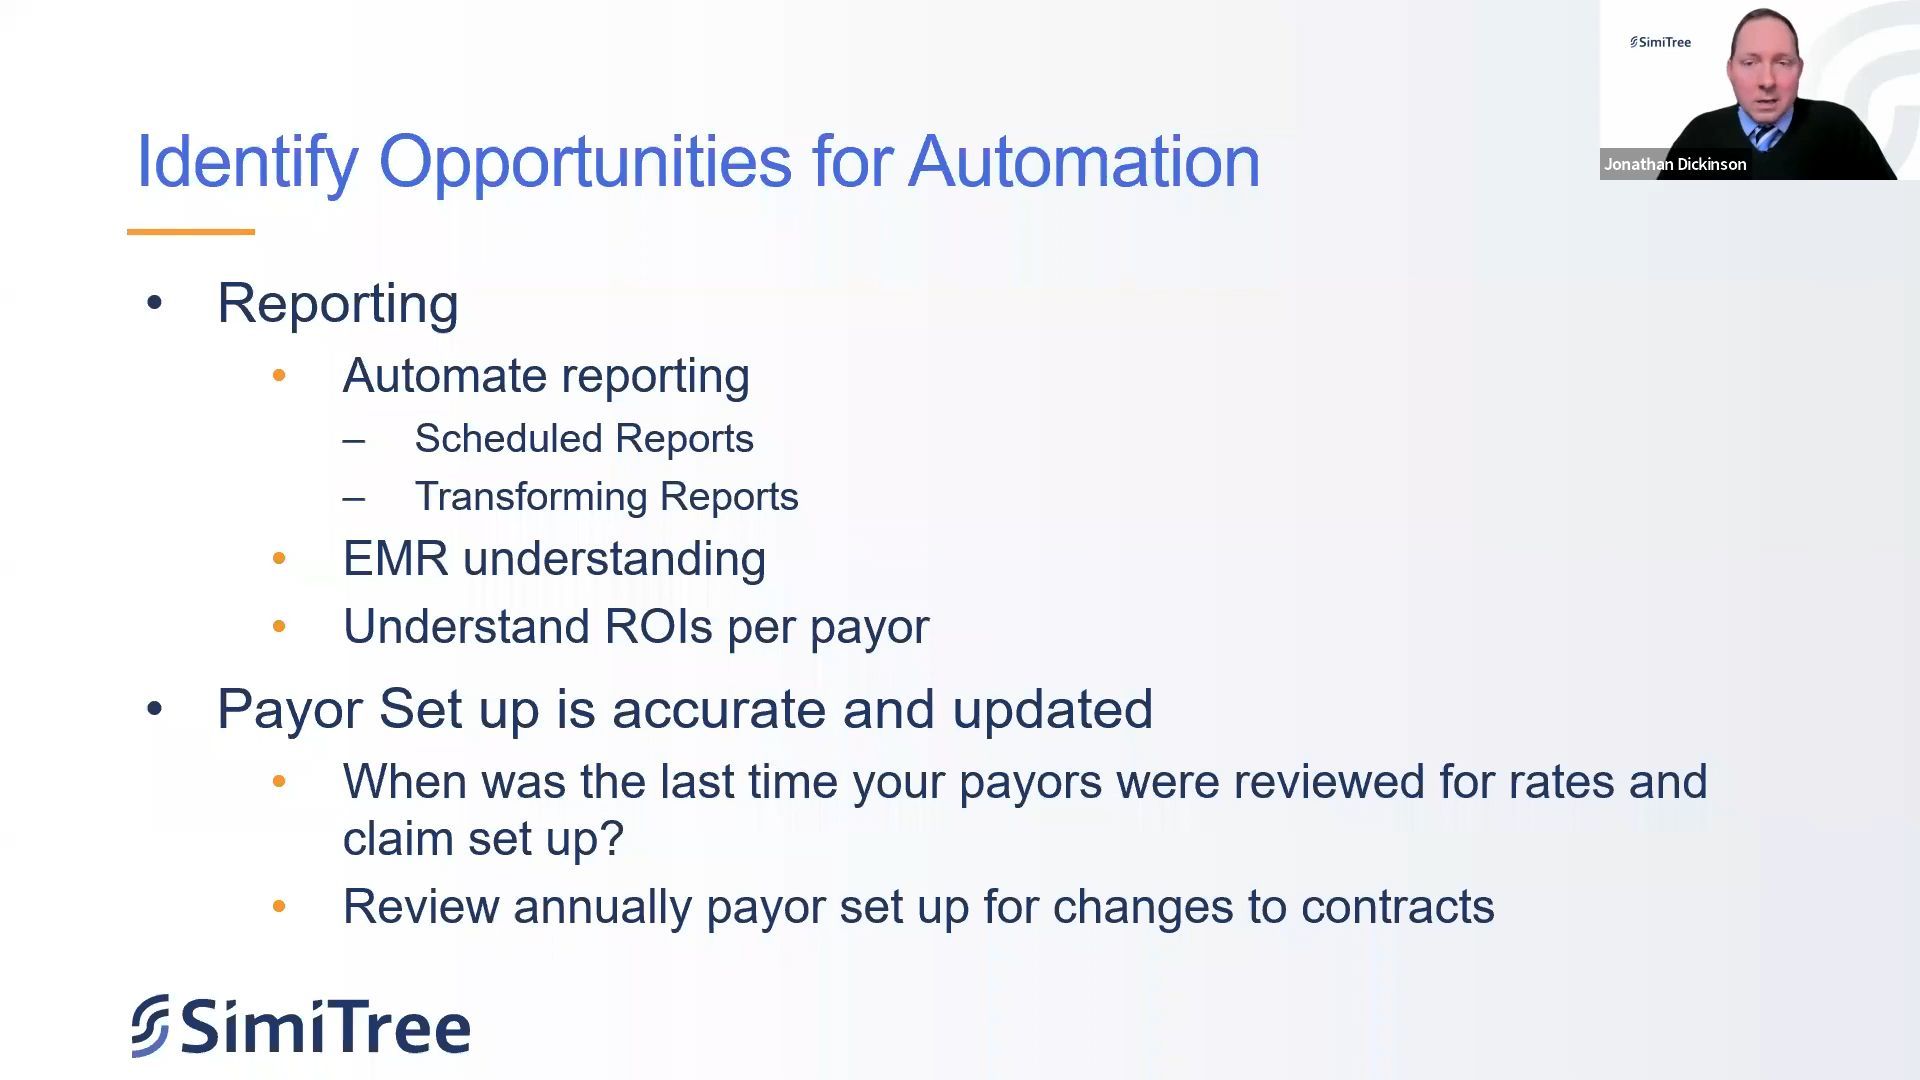 SimiTree
Jonathan Dickinson
Identify Opportunities for Automation
• Reporting
• Automate reporting
– Scheduled Reports
– Transforming Reports
• EMR understanding
• Understand ROIs per payor
• Payor Set up is accurate and updated
• When was the last time your payors were reviewed for rates and
claim set up?
• Review annually payor set up for changes to contracts
SimiTree